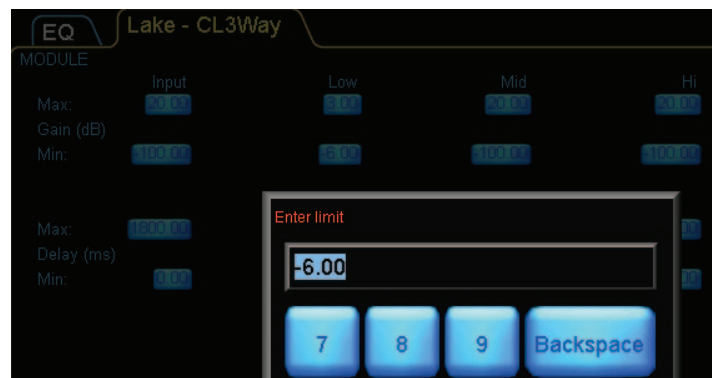 EQ Lake - CL3Way
MODULE
Input Low Mid Hi
Max: 20.00 3.00 20.00 20.00
Gain (dB)
Min: -100.00 -6.00 -100.00 -100.00
Enter limit
Max: 1800.00
Delay (ms)
-6.00
Min: 0.00
7 8 9 Backspace